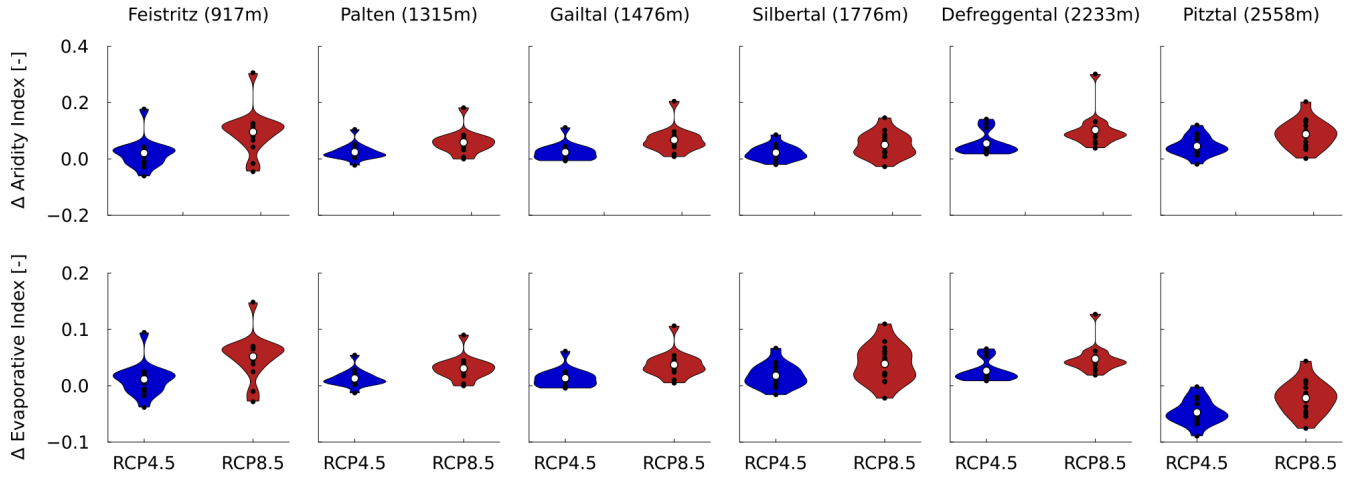 Feistritz (917m) Palten (1315m) Gailtal (1476m) Silbertal (1776m) Defreggental (2233m) Pitztal (2558m)
Δ Aridity Index [-]
0.4
0.2
0.0
−0.2
Δ Evaporative Index [-]
0.2
0.1
0.0
−0.1
RCP4.5 RCP8.5 RCP4.5 RCP8.5 RCP4.5 RCP8.5 RCP4.5 RCP8.5 RCP4.5 RCP8.5 RCP4.5 RCP8.5